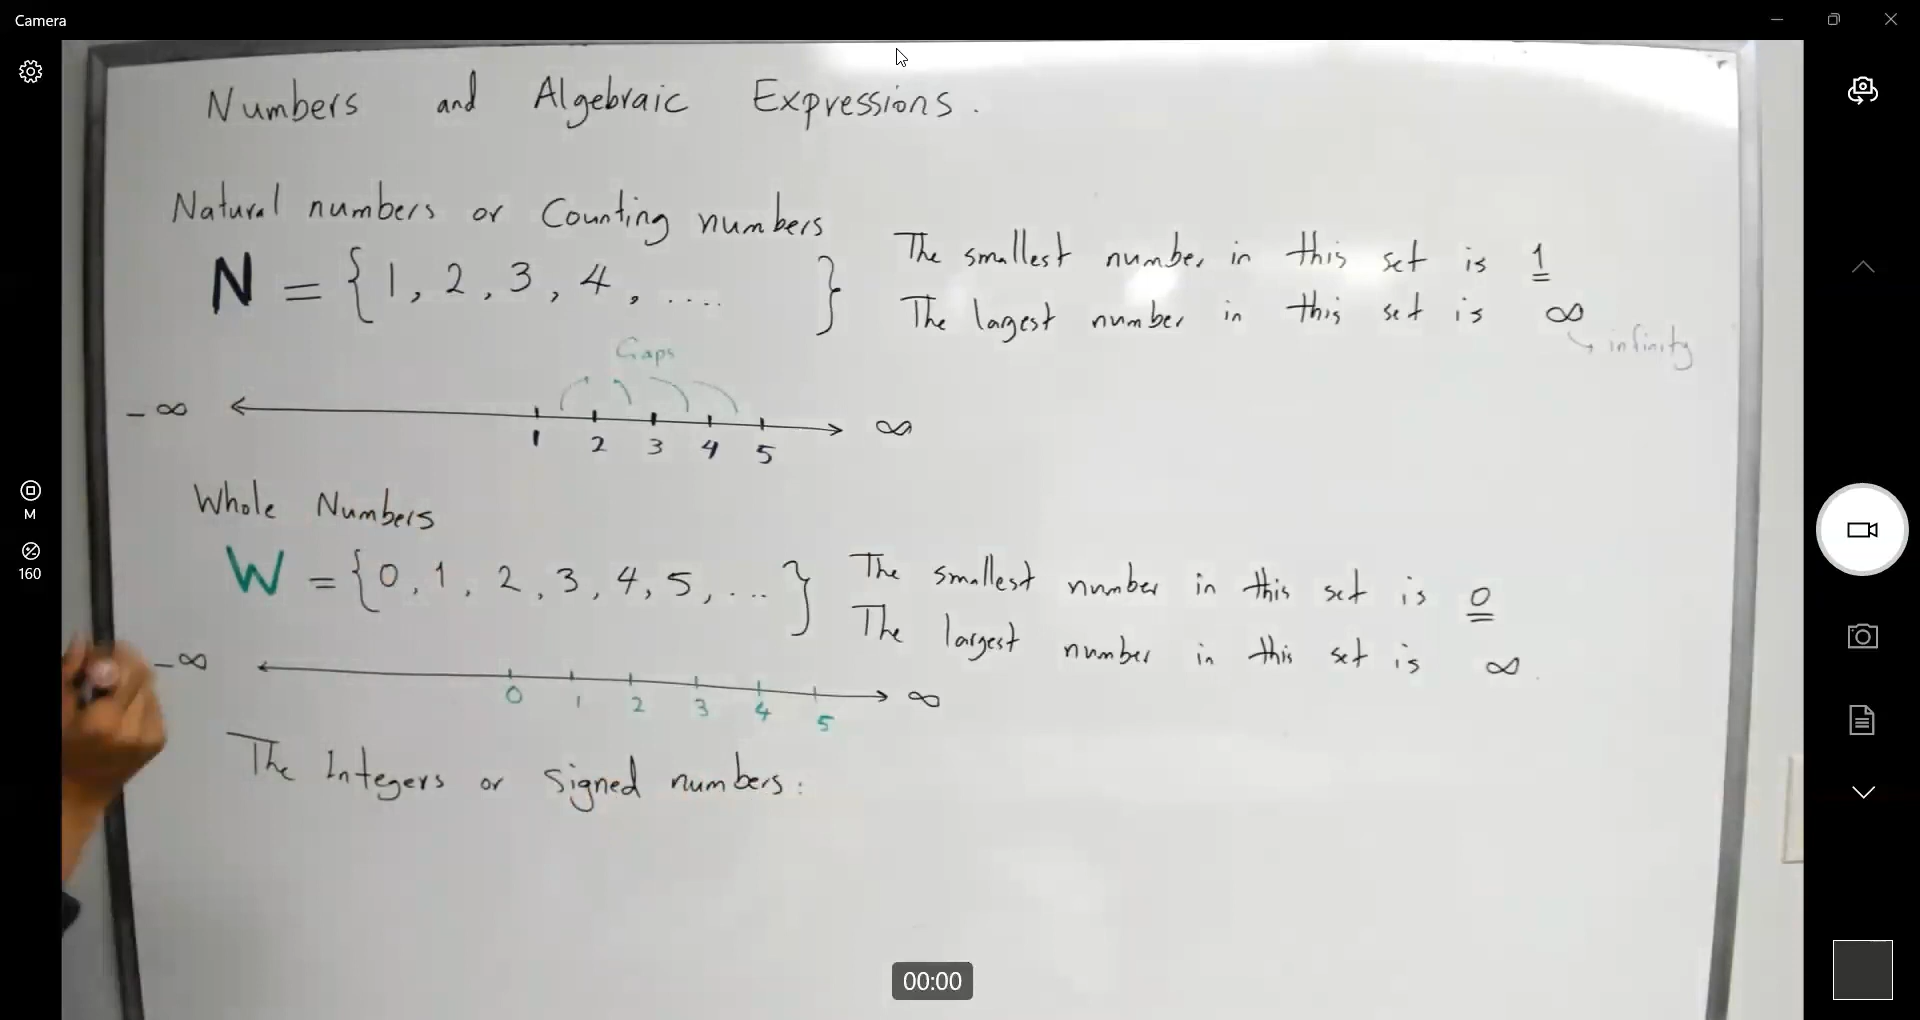 Camera
Numbers and Algebraic Expressions.
Natural numbers or Counting numbers
N = {1, 2, 3, 4, .... }
The smallest number in this set is 1
The largest number in this set is ∞
infinity
Gaps
-∞ ∞
1 2 3 4 5
Whole Numbers
W = {0, 1, 2, 3, 4, 5, ... }
The smallest number in this set is 0
The largest number in this set is ∞
-∞ ∞
0 1 2 3 4 5
The Integers or signed numbers:
M
160
00:00